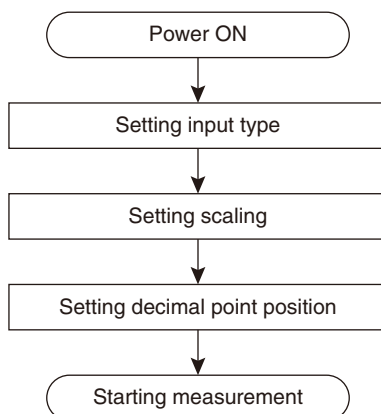 Power ON
Setting input type
Setting scaling
Setting decimal point position
Starting measurement